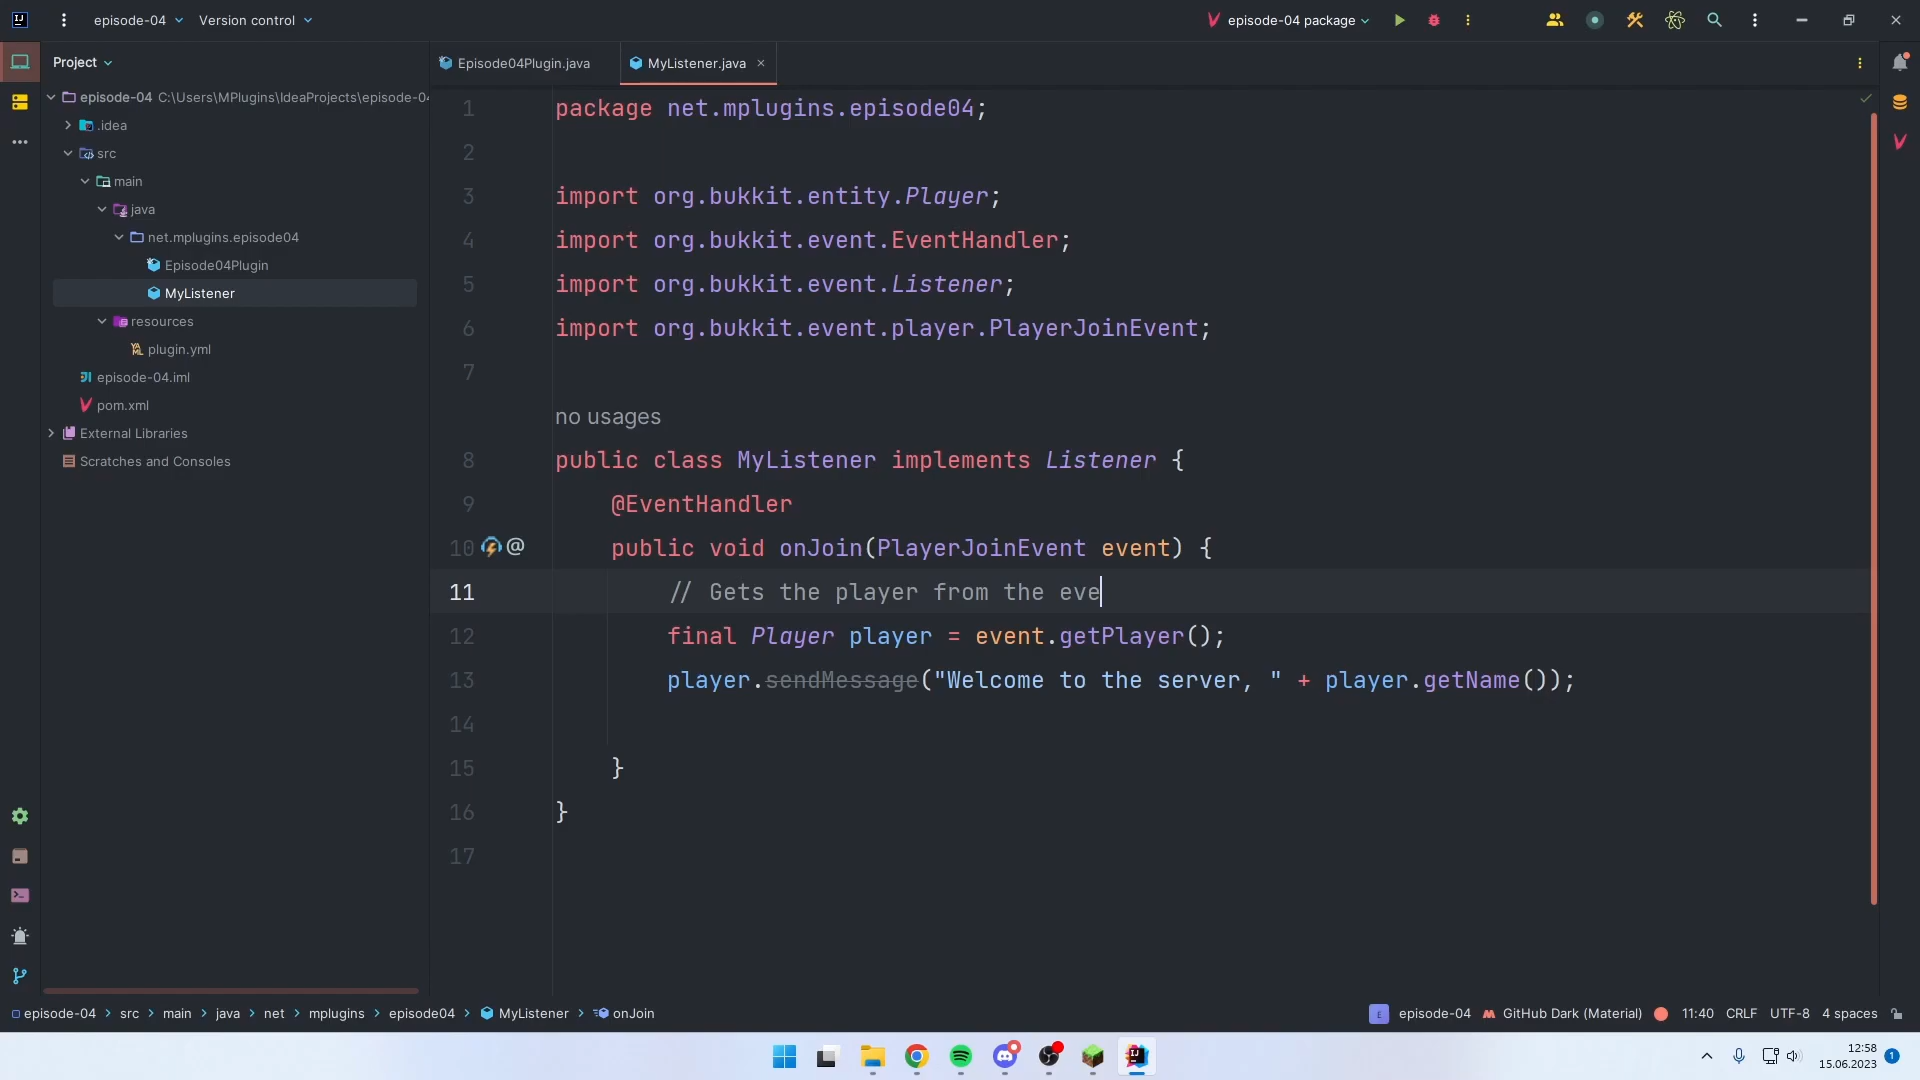 episode-04
Version control
episode-04 package
Project
Episode04Plugin.java
MyListener.java
episode-04 C:\Users\MPlugins\IdeaProjects\episode-04
.idea
src
main
java
net.mplugins.episode04
Episode04Plugin
MyListener
resources
plugin.yml
episode-04.iml
pom.xml
External Libraries
Scratches and Consoles
1 package net.mplugins.episode04;
2
3 import org.bukkit.entity.Player;
4 import org.bukkit.event.EventHandler;
5 import org.bukkit.event.Listener;
6 import org.bukkit.event.player.PlayerJoinEvent;
7
no usages
8 public class MyListener implements Listener {
9 @EventHandler
10 public void onJoin(PlayerJoinEvent event) {
11 // Gets the player from the eve
12 final Player player = event.getPlayer();
13 player.sendMessage("Welcome to the server, " + player.getName());
14
15 }
16 }
17
episode-04 > src > main > java > net > mplugins > episode04 > MyListener > onJoin
E episode-04 GitHub Dark (Material) 11:40 CRLF UTF-8 4 spaces
12:58
15.06.2023
1